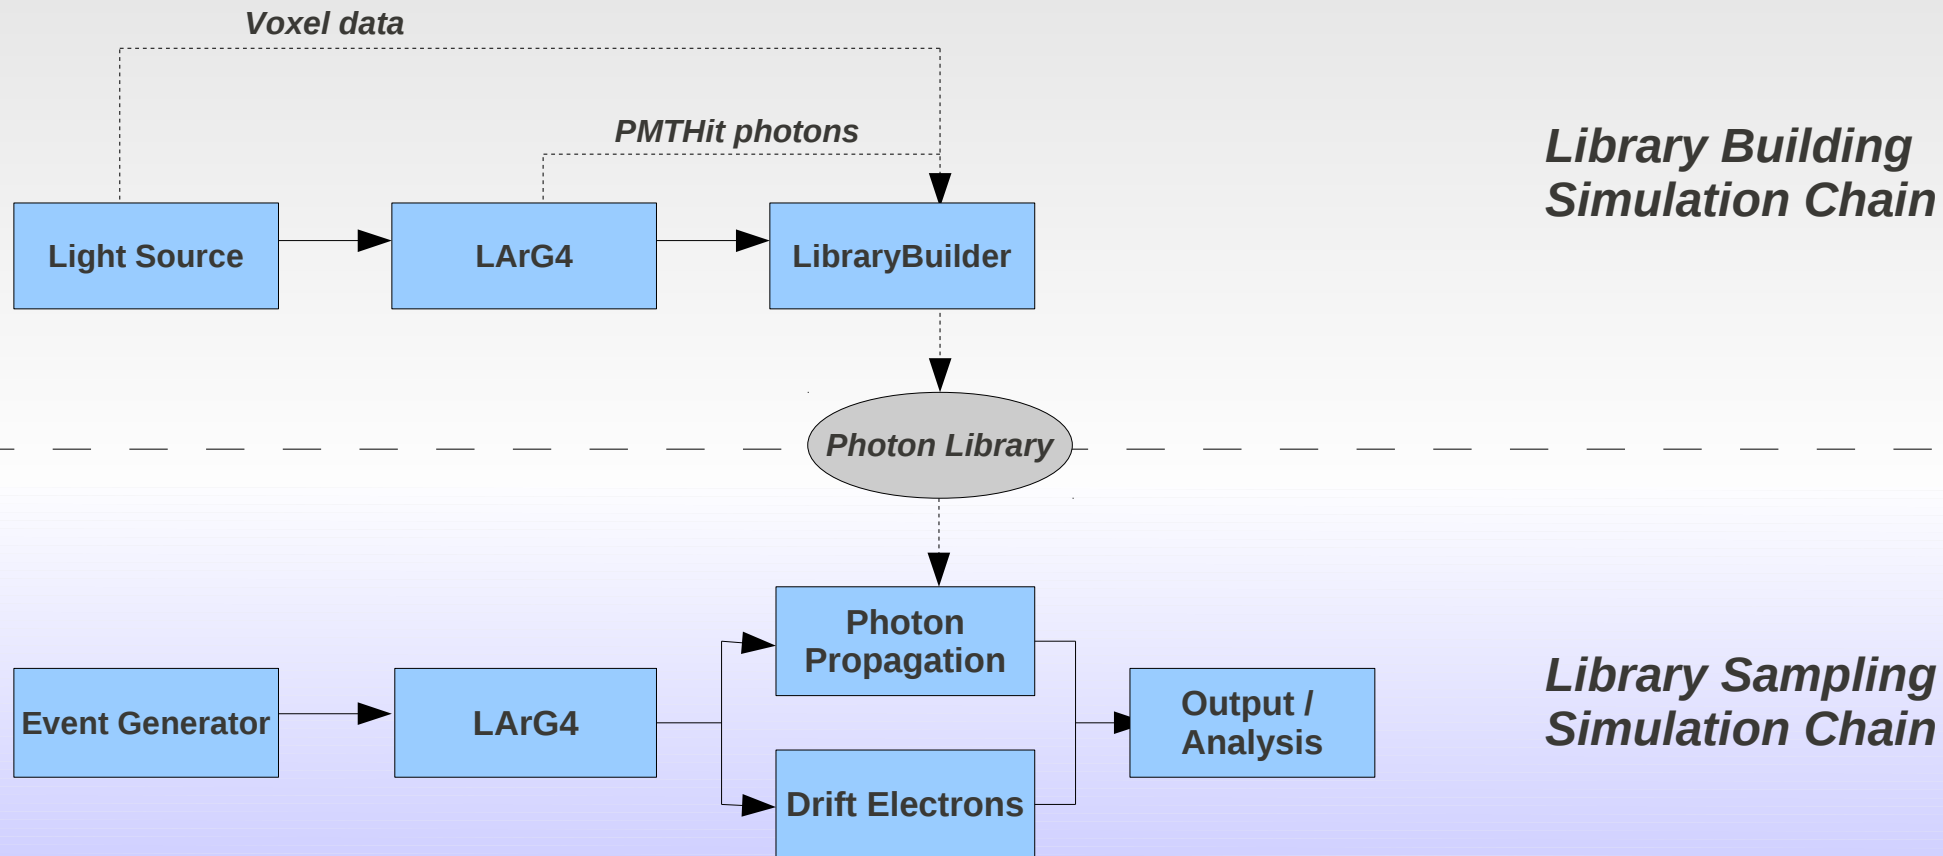 Voxel data
PMTHit photons
Library Building
Simulation Chain
Light Source
LArG4
LibraryBuilder
Photon Library
Photon
Propagation
Event Generator
LArG4
Output /
Analysis
Drift Electrons
Library Sampling
Simulation Chain